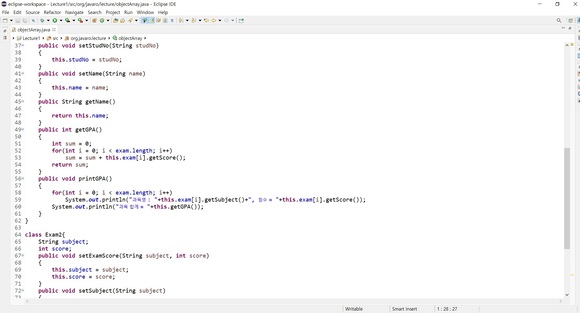 eclipse-workspace - Lecture1/src/org.javaro.lecture/objectArray.java - Eclipse IDE
File Edit Source Refactor Navigate Search Project Run Window Help
objectArray.java
Lecture1 src org.javaro.lecture objectArray
37 public void setStudNo(String studNo)
38 {
39 this.studNo = studNo;
40 }
41 public void setName(String name)
42 {
43 this.name = name;
44 }
45 public String getName()
46 {
47 return this.name;
48 }
49 public int getGPA()
50 {
51 int sum = 0;
52 for(int i = 0; i < exam.length; i++)
53 sum = sum + this.exam[i].getScore();
54 return sum;
55 }
56 public void printGPA()
57 {
58 for(int i = 0; i < exam.length; i++)
59 System.out.println("과목명 : "+this.exam[i].getSubject()+", 점수 = "+this.exam[i].getScore());
60 System.out.println("과목 합계 = "+this.getGPA());
61 }
62 }
63
64 class Exam2{
65 String subject;
66 int score;
67 public void setExamScore(String subject, int score)
68 {
69 this.subject = subject;
70 this.score = score;
71 }
72 public void setSubject(String subject)
73 {
Writable Smart Insert 1 : 28 : 27